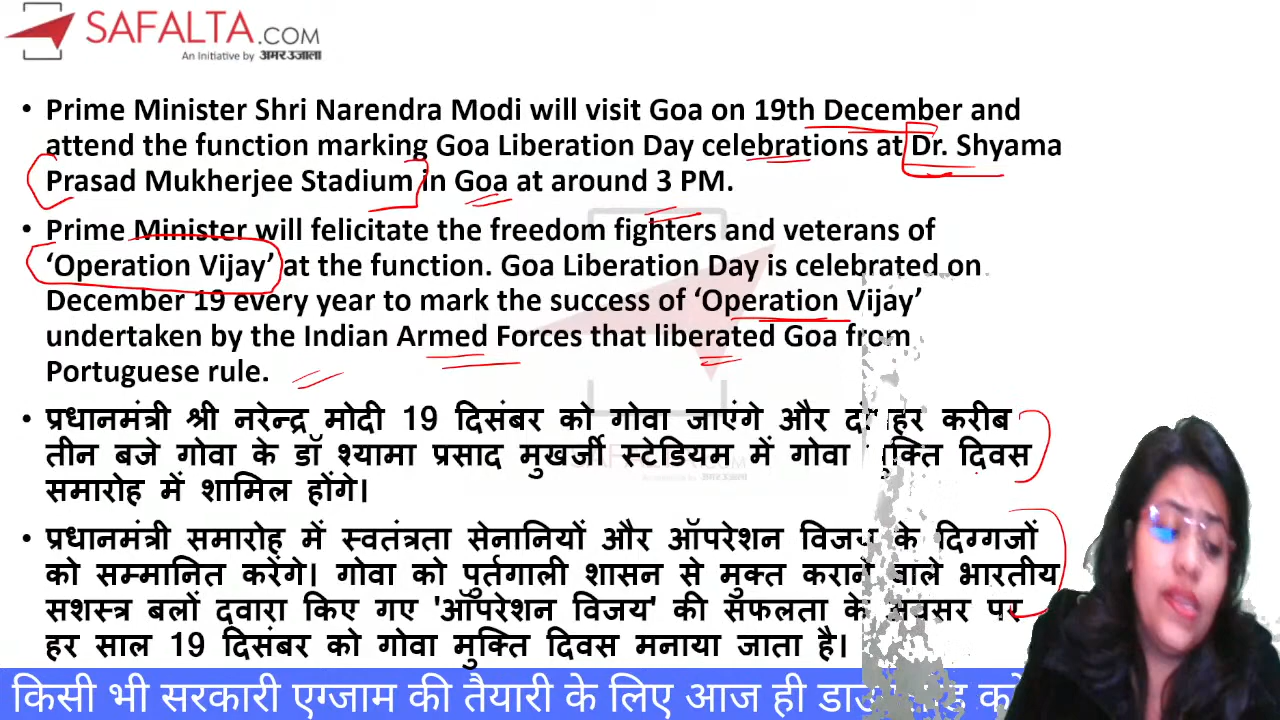 SAFALTA.COM
An Initiative by अमर उजाला
• Prime Minister Shri Narendra Modi will visit Goa on 19th December and
attend the function marking Goa Liberation Day celebrations at Dr. Shyama
Prasad Mukherjee Stadium in Goa at around 3 PM.
• Prime Minister will felicitate the freedom fighters and veterans of
‘Operation Vijay’ at the function. Goa Liberation Day is celebrated on
December 19 every year to mark the success of ‘Operation Vijay’
undertaken by the Indian Armed Forces that liberated Goa from
Portuguese rule.
• प्रधानमंत्री श्री नरेन्द्र मोदी 19 दिसंबर को गोवा जाएंगे और करीब
तीन बजे गोवा के डॉ श्यामा प्रसाद मुखर्जी स्टेडियम में गोवा मुक्ति दिवस
समारोह में शामिल होंगे।
• प्रधानमंत्री समारोह में स्वतंत्रता सेनानियों और ऑपरेशन विजय के दिग्गजों
को सम्मानित करेंगे। गोवा को पुर्तगाली शासन से मुक्त कराने वाले भारतीय
सशस्त्र बलों दवारा किए गए 'ऑपरेशन विजय' की सफलता के अवसर पर
हर साल 19 दिसंबर को गोवा मुक्ति दिवस मनाया जाता है।
किसी भी सरकारी एग्जाम की तैयारी के लिए आज ही